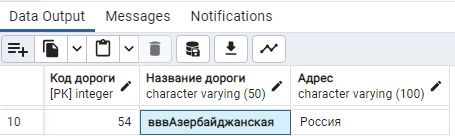 Data Output Messages Notifications
Код дороги Название дороги Адрес
[PK] integer character varying (50) character varying (100)
10 54 вввАзербайджанская Россия